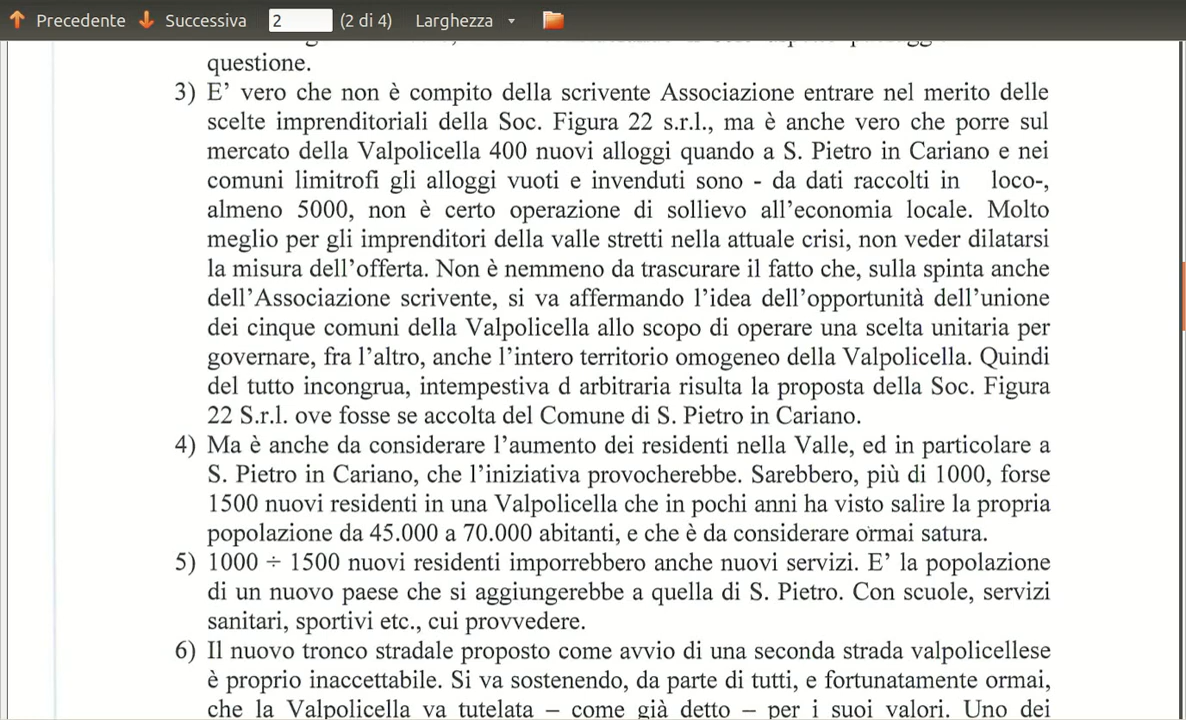 Precedente Successiva 2 (2 di 4) Larghezza
questione.
3) E’ vero che non è compito della scrivente Associazione entrare nel merito delle
scelte imprenditoriali della Soc. Figura 22 s.r.l., ma è anche vero che porre sul
mercato della Valpolicella 400 nuovi alloggi quando a S. Pietro in Cariano e nei
comuni limitrofi gli alloggi vuoti e invenduti sono - da dati raccolti in loco-,
almeno 5000, non è certo operazione di sollievo all’economia locale. Molto
meglio per gli imprenditori della valle stretti nella attuale crisi, non veder dilatarsi
la misura dell’offerta. Non è nemmeno da trascurare il fatto che, sulla spinta anche
dell’Associazione scrivente, si va affermando l’idea dell’opportunità dell’unione
dei cinque comuni della Valpolicella allo scopo di operare una scelta unitaria per
governare, fra l’altro, anche l’intero territorio omogeneo della Valpolicella. Quindi
del tutto incongrua, intempestiva d arbitraria risulta la proposta della Soc. Figura
22 S.r.l. ove fosse se accolta del Comune di S. Pietro in Cariano.
4) Ma è anche da considerare l’aumento dei residenti nella Valle, ed in particolare a
S. Pietro in Cariano, che l’iniziativa provocherebbe. Sarebbero, più di 1000, forse
1500 nuovi residenti in una Valpolicella che in pochi anni ha visto salire la propria
popolazione da 45.000 a 70.000 abitanti, e che è da considerare ormai satura.
5) 1000 ÷ 1500 nuovi residenti imporrebbero anche nuovi servizi. E’ la popolazione
di un nuovo paese che si aggiungerebbe a quella di S. Pietro. Con scuole, servizi
sanitari, sportivi etc., cui provvedere.
6) Il nuovo tronco stradale proposto come avvio di una seconda strada valpolicellese
è proprio inaccettabile. Si va sostenendo, da parte di tutti, e fortunatamente ormai,
che la Valpolicella va tutelata – come già detto – per i suoi valori. Uno dei